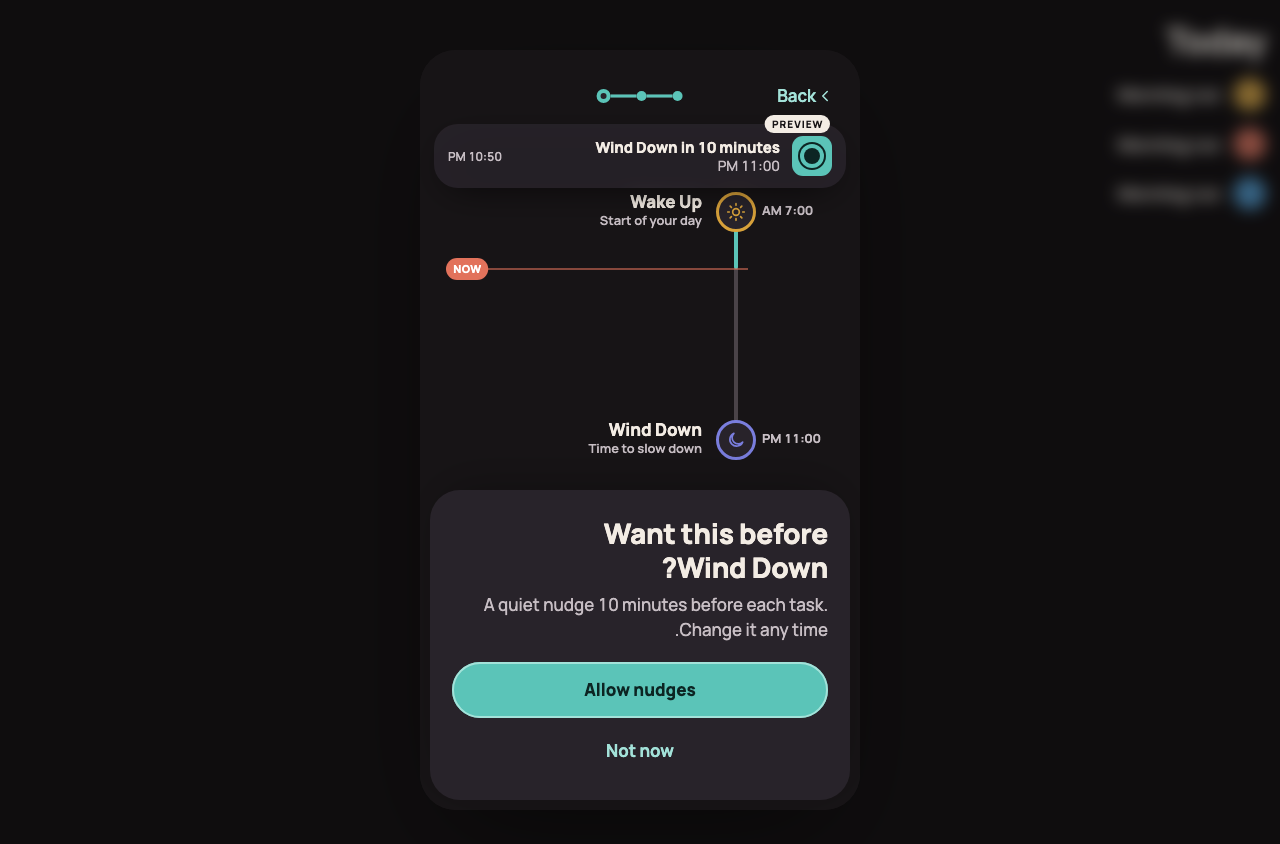 Today
Back
PREVIEW
Wind Down in 10 minutes
PM 11:00
PM 10:50
Wake Up
Start of your day
AM 7:00
NOW
Wind Down
Time to slow down
PM 11:00
Want this before
?Wind Down
A quiet nudge 10 minutes before each task.
.Change it any time
Allow nudges
Not now